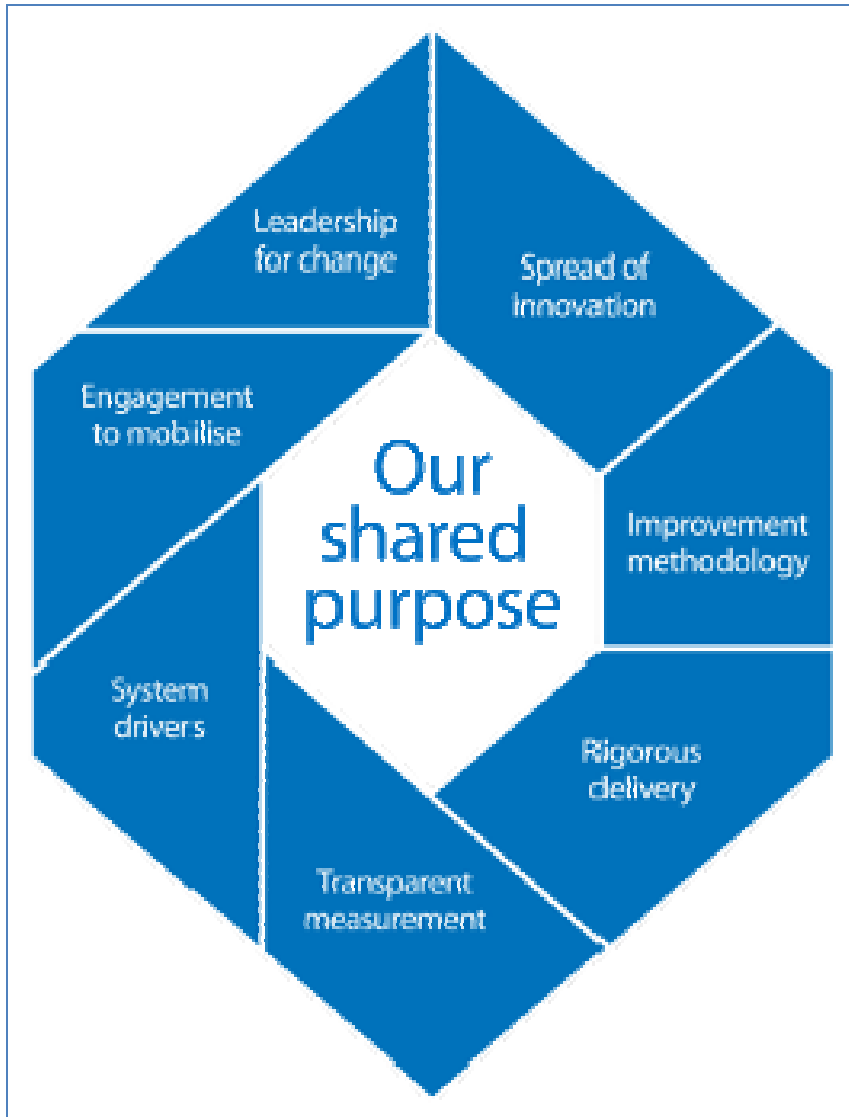 Leadership
for change
Spread of
innovation
Engagement
to mobilise
Our
shared
purpose
Improvement
methodology
System
drivers
Rigorous
delivery
Transparent
measurement